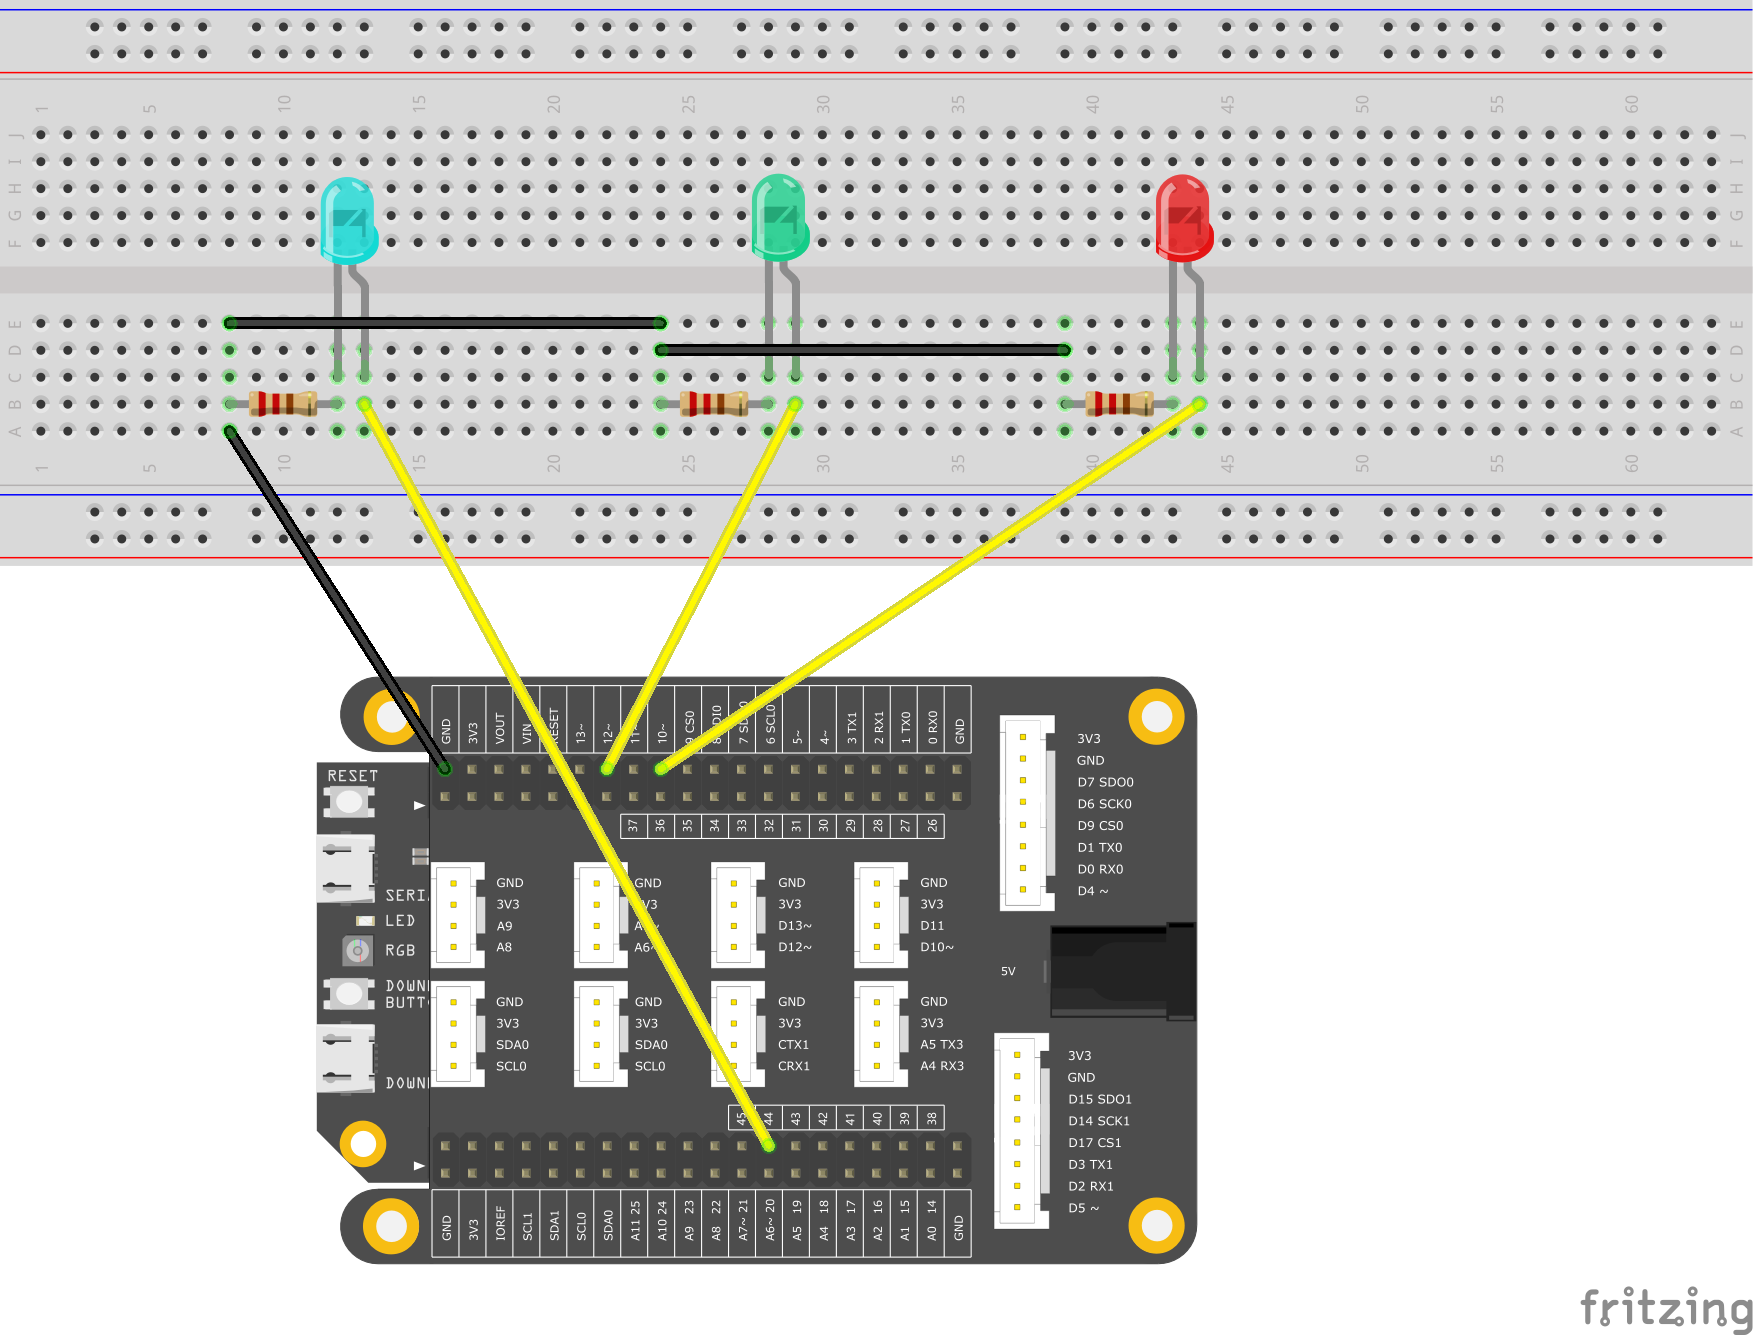 1 5 10 15 20 25 30 35 40 45 50 55 60
J J
I I
H H
G G
F F
E E
D D
C C
B B
A A
1 5 10 15 20 25 30 35 40 45 50 55 60
GND 3V3 VOUT VIN RESET 13~ 12~ 11~ 10~ 9 CS0 8 SDI0 7 SDO0 6 SCL0 5~ 4~ 3 TX1 2 RX1 1 TX0 0 RX0 GND
37 36 35 34 33 32 31 30 29 28 27 26
RESET
LED
RGB
GND
3V3
A9
A8
GND
3V3
A6~
GND
3V3
D13~
D12~
GND
3V3
D11
D10~
GND
3V3
SDA0
SCL0
GND
3V3
SDA0
SCL0
GND
3V3
CTX1
CRX1
GND
3V3
A5 TX3
A4 RX3
3V3
GND
D7 SDO0
D6 SCK0
D9 CS0
D1 TX0
D0 RX0
D4 ~
5V
3V3
GND
D15 SDO1
D14 SCK1
D17 CS1
D3 TX1
D2 RX1
D5 ~
45 44 43 42 41 40 39 38
GND 3V3 IOREF SCL1 SDA1 SCL0 SDA0 A11 25 A10 24 A9 23 A8 22 A7~ 21 A6~ 20 A5 19 A4 18 A3 17 A2 16 A1 15 A0 14 GND
fritzing